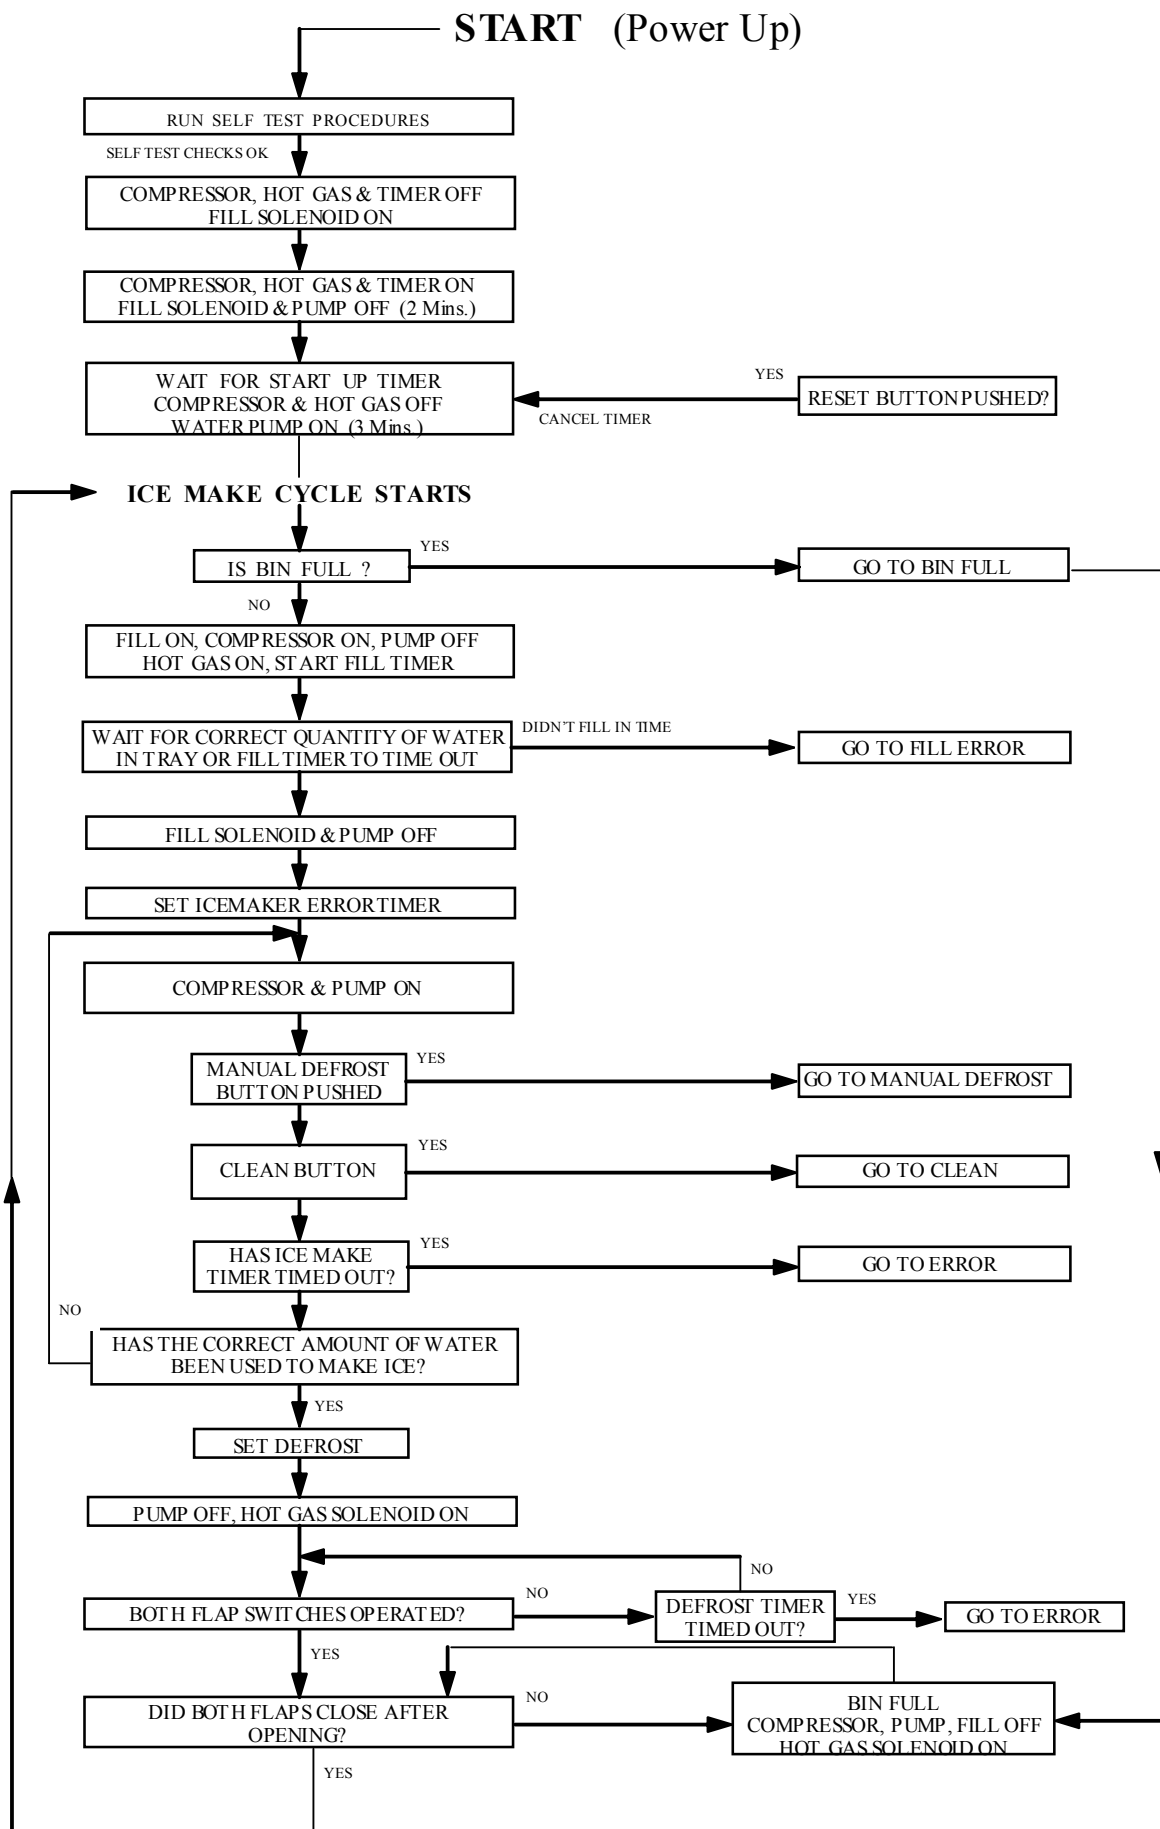 START (Power Up)
RUN SELF TEST PROCEDURES
SELF TEST CHECKS OK
COMPRESSOR, HOT GAS & TIMER OFF
FILL SOLENOID ON
COMPRESSOR, HOT GAS & TIMER ON
FILL SOLENOID & PUMP OFF (2 Mins.)
WAIT FOR START UP TIMER
COMPRESSOR & HOT GAS OFF
WATER PUMP ON (3 Mins.)
YES
RESET BUTTON PUSHED?
CANCEL TIMER
ICE MAKE CYCLE STARTS
IS BIN FULL ?
YES
GO TO BIN FULL
NO
FILL ON, COMPRESSOR ON, PUMP OFF
HOT GAS ON, START FILL TIMER
WAIT FOR CORRECT QUANTITY OF WATER
IN TRAY OR FILL TIMER TO TIME OUT
DIDN'T FILL IN TIME
GO TO FILL ERROR
FILL SOLENOID & PUMP OFF
SET ICEMAKER ERROR TIMER
COMPRESSOR & PUMP ON
MANUAL DEFROST
BUTTON PUSHED
YES
GO TO MANUAL DEFROST
CLEAN BUTTON
YES
GO TO CLEAN
HAS ICE MAKE
TIMER TIMED OUT?
YES
GO TO ERROR
NO
HAS THE CORRECT AMOUNT OF WATER
BEEN USED TO MAKE ICE?
YES
SET DEFROST
PUMP OFF, HOT GAS SOLENOID ON
BOTH FLAP SWITCHES OPERATED?
NO
NO
DEFROST TIMER
TIMED OUT?
YES
GO TO ERROR
YES
DID BOTH FLAPS CLOSE AFTER
OPENING?
NO
BIN FULL
COMPRESSOR, PUMP, FILL OFF
HOT GAS SOLENOID ON
YES